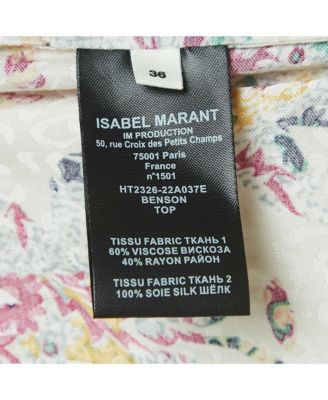 36
ISABEL MARANT
IM PRODUCTION
50, rue Croix des Petits Champs
75001 Paris
France
n°1501
HT2326-22A037E
BENSON
TOP
TISSU FABRIC ТКАНЬ 1
60% VISCOSE ВИСКОЗА
40% RAYON РАЙОН
TISSU FABRIC ТКАНЬ 2
100% SOIE SILK ШЁЛК